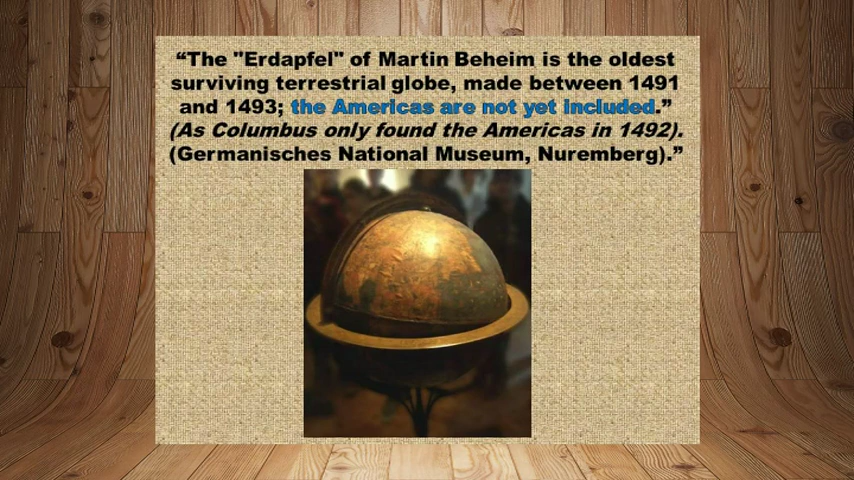 “The "Erdapfel" of Martin Beheim is the oldest
surviving terrestrial globe, made between 1491
and 1493; the Americas are not yet included.”
(As Columbus only found the Americas in 1492).
(Germanisches National Museum, Nuremberg).”